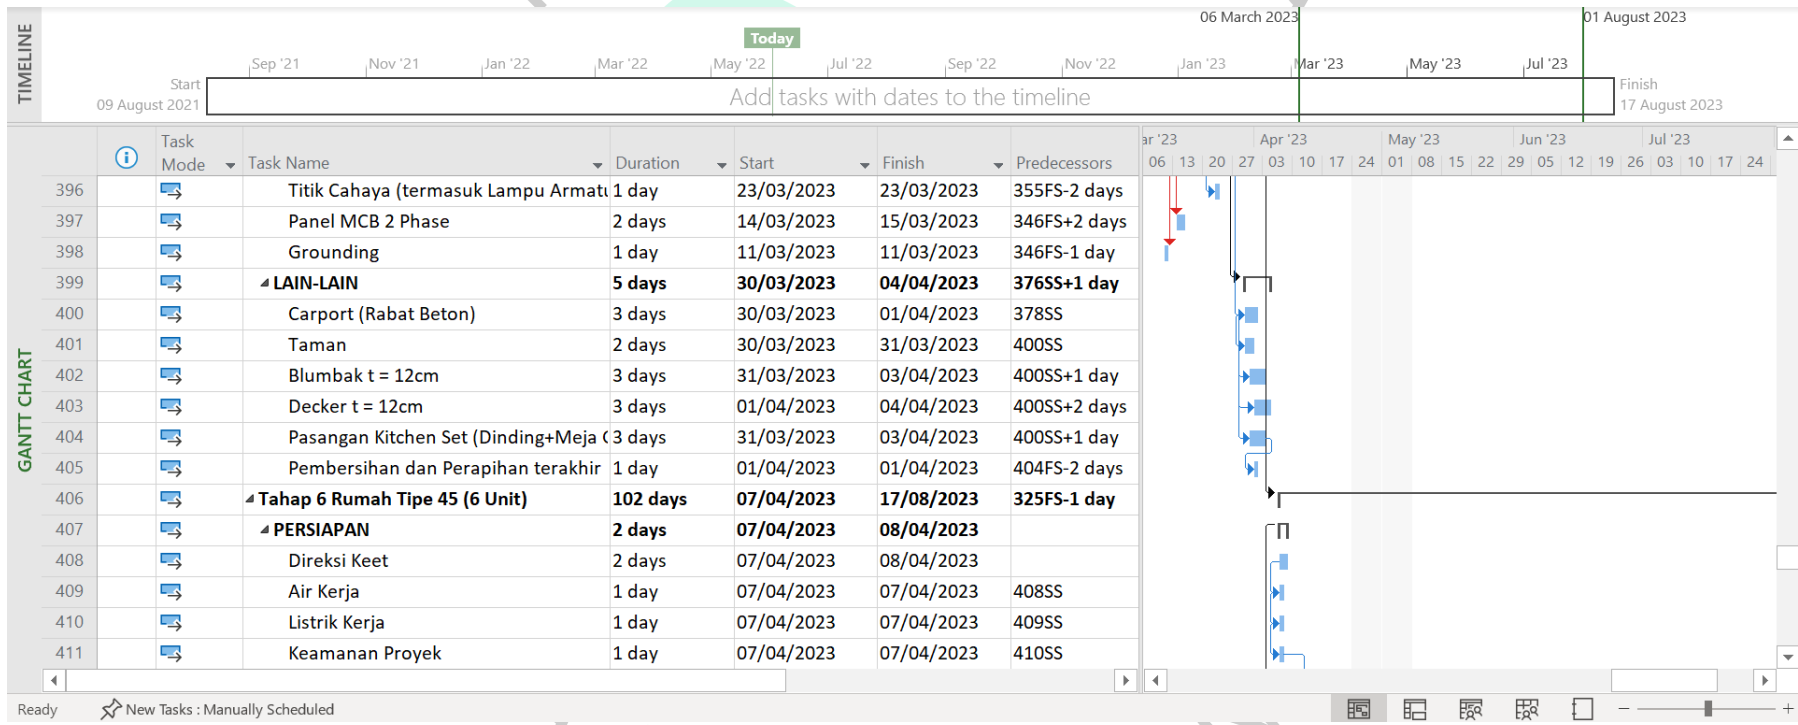 TIMELINE
06 March 2023 01 August 2023
Today
Sep '21 Nov '21 Jan '22 Mar '22 May '22 Jul '22 Sep '22 Nov '22 Jan '23 Mar '23 May '23 Jul '23
Start
09 August 2021
Add tasks with dates to the timeline
Finish
17 August 2023
GANTT CHART
Task Mode Task Name Duration Start Finish Predecessors
ar '23 Apr '23 May '23 Jun '23 Jul '23
06 13 20 27 03 10 17 24 01 08 15 22 29 05 12 19 26 03 10 17 24
396 Titik Cahaya (termasuk Lampu Armatu 1 day 23/03/2023 23/03/2023 355FS-2 days
397 Panel MCB 2 Phase 2 days 14/03/2023 15/03/2023 346FS+2 days
398 Grounding 1 day 11/03/2023 11/03/2023 346FS-1 day
399 LAIN-LAIN 5 days 30/03/2023 04/04/2023 376SS+1 day
400 Carport (Rabat Beton) 3 days 30/03/2023 01/04/2023 378SS
401 Taman 2 days 30/03/2023 31/03/2023 400SS
402 Blumbak t = 12cm 3 days 31/03/2023 03/04/2023 400SS+1 day
403 Decker t = 12cm 3 days 01/04/2023 04/04/2023 400SS+2 days
404 Pasangan Kitchen Set (Dinding+Meja 3 days 31/03/2023 03/04/2023 400SS+1 day
405 Pembersihan dan Perapihan terakhir 1 day 01/04/2023 01/04/2023 404FS-2 days
406 Tahap 6 Rumah Tipe 45 (6 Unit) 102 days 07/04/2023 17/08/2023 325FS-1 day
407 PERSIAPAN 2 days 07/04/2023 08/04/2023
408 Direksi Keet 2 days 07/04/2023 08/04/2023
409 Air Kerja 1 day 07/04/2023 07/04/2023 408SS
410 Listrik Kerja 1 day 07/04/2023 07/04/2023 409SS
411 Keamanan Proyek 1 day 07/04/2023 07/04/2023 410SS
Ready New Tasks : Manually Scheduled